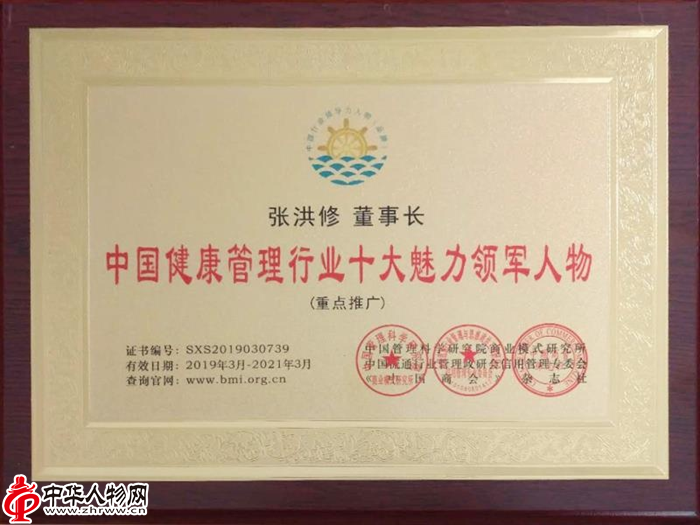 张洪修 董事长
中国健康管理行业十大魅力领军人物
(重点推广)
证书编号：SXS2019030739
有效日期：2019年3月-2021年3月
查询官网：www.bmi.org.cn
中国管理科学研究院商业模式研究所
中国流通行业管理政研会信用管理专委会
《中国商会》杂志社
中华人物网
www.zhrww.cn